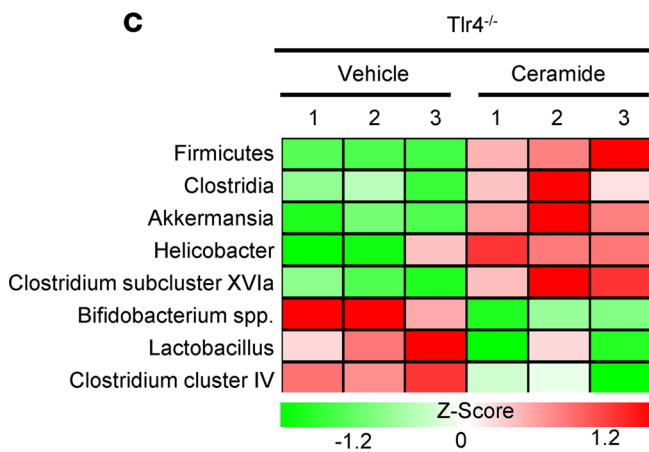 C
Tlr4-/-
Vehicle Ceramide
1 2 3 1 2 3
Firmicutes
Clostridia
Akkermansia
Helicobacter
Clostridium subcluster XVIa
Bifidobacterium spp.
Lactobacillus
Clostridium cluster IV
Z-Score
-1.2 0 1.2